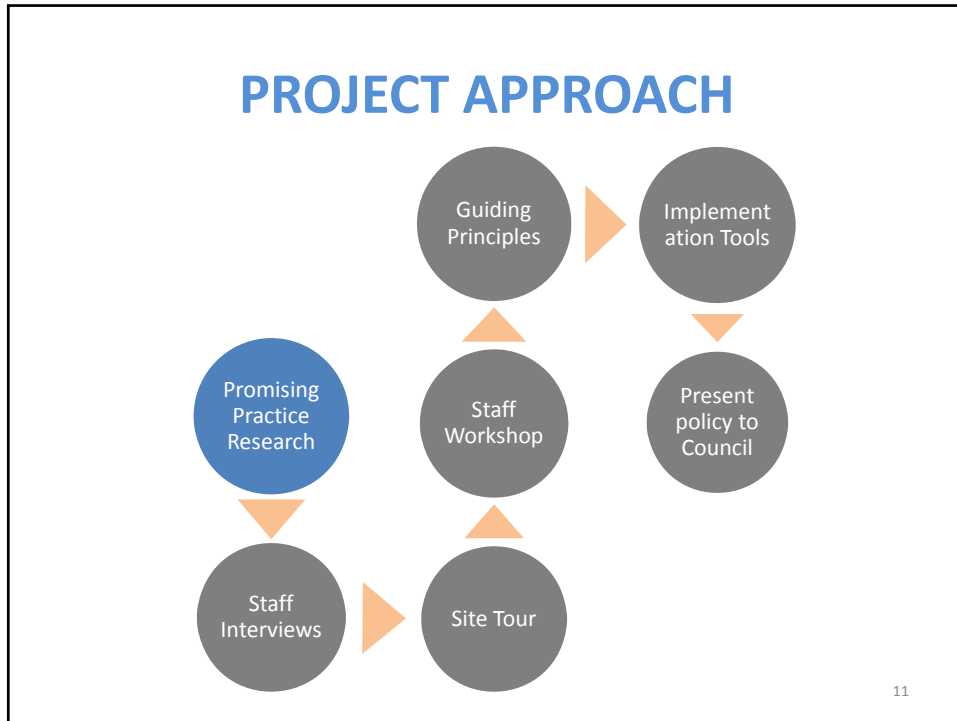 PROJECT APPROACH
Promising
Practice
Research
Staff
Interviews
Site Tour
Staff
Workshop
Guiding
Principles
Implement
ation Tools
Present
policy to
Council
11